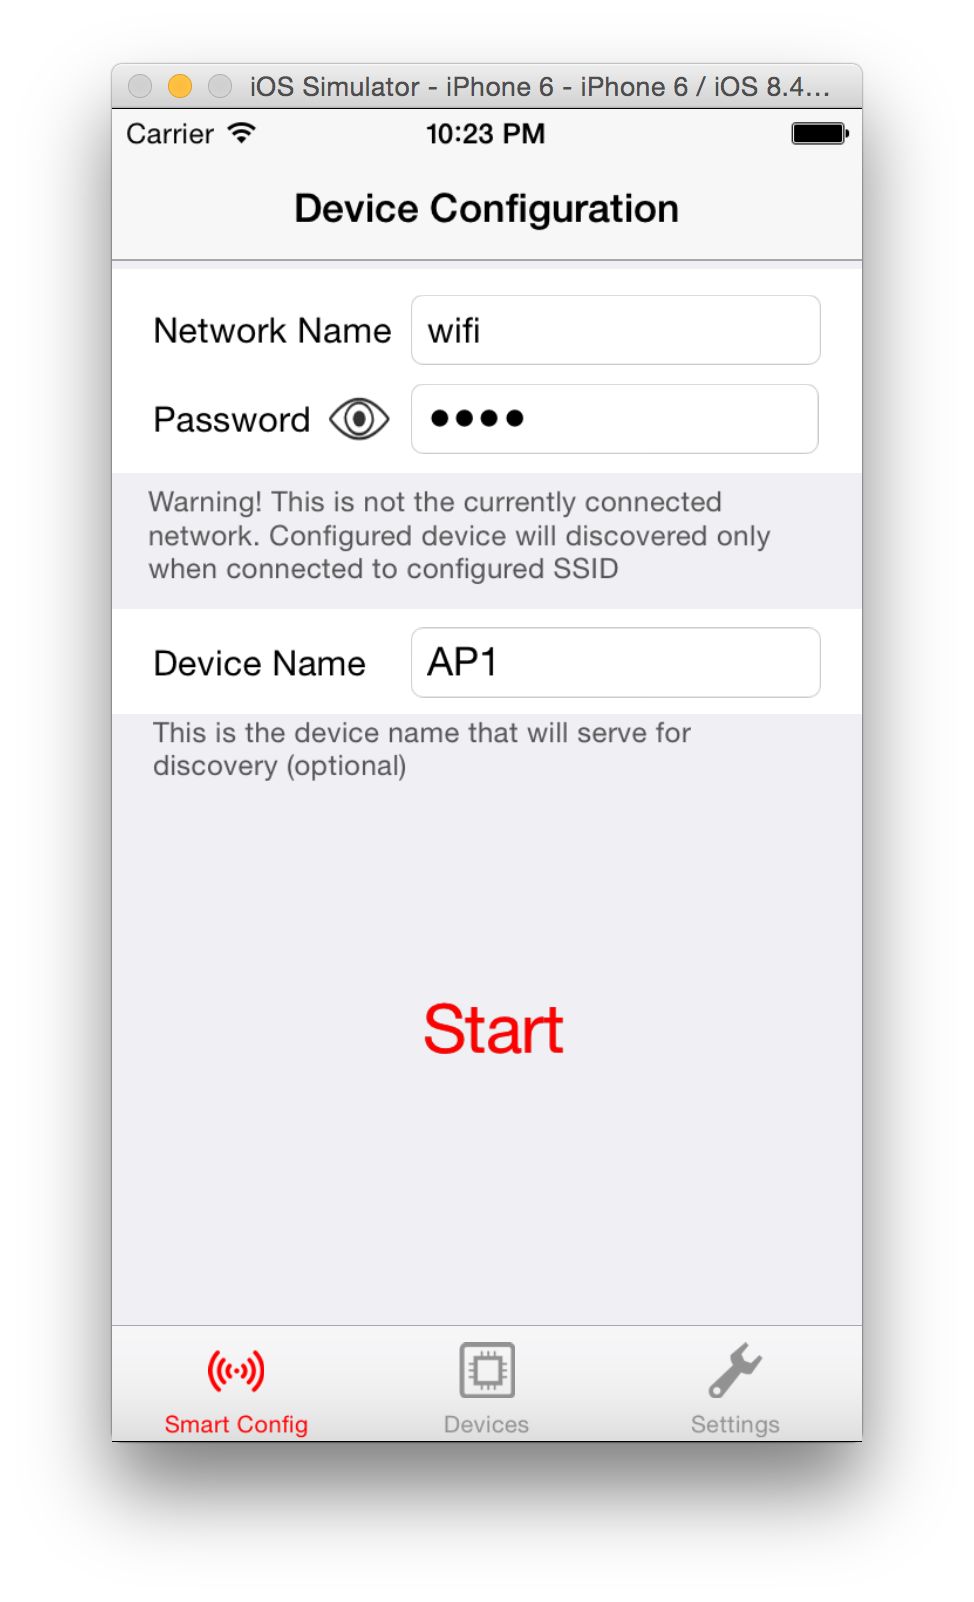 iOS Simulator - iPhone 6 - iPhone 6 / iOS 8.4...
Carrier 10:23 PM
Device Configuration
Network Name wifi
Password ••••
Warning! This is not the currently connected
network. Configured device will discovered only
when connected to configured SSID
Device Name AP1
This is the device name that will serve for
discovery (optional)
Start
Smart Config Devices Settings